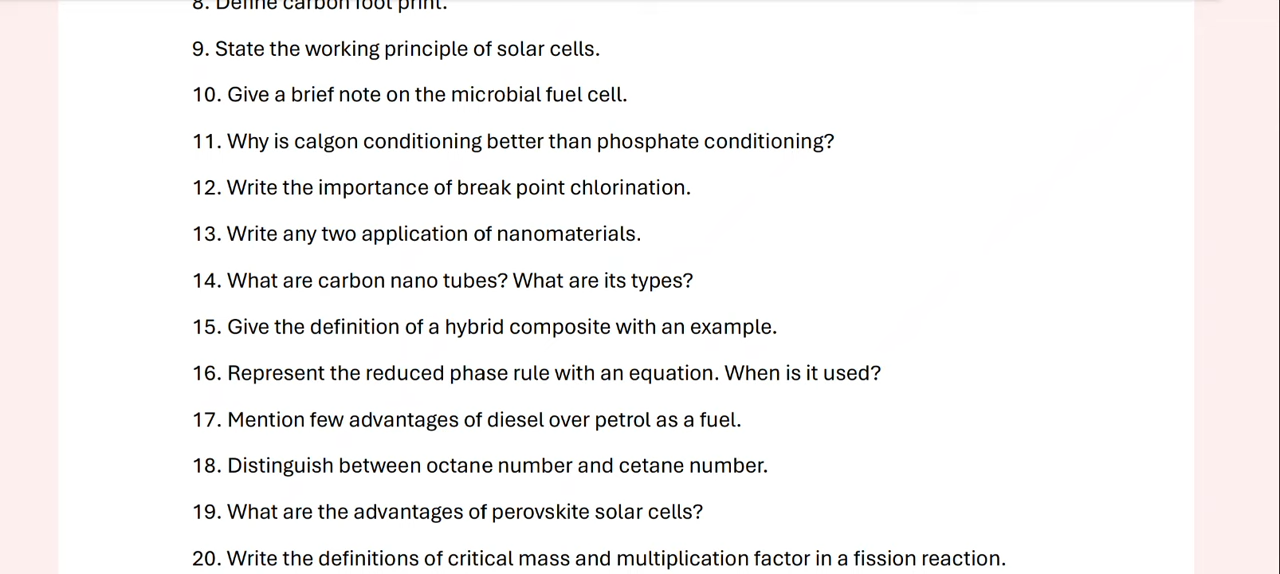 8. Define carbon foot print.
9. State the working principle of solar cells.
10. Give a brief note on the microbial fuel cell.
11. Why is calgon conditioning better than phosphate conditioning?
12. Write the importance of break point chlorination.
13. Write any two application of nanomaterials.
14. What are carbon nano tubes? What are its types?
15. Give the definition of a hybrid composite with an example.
16. Represent the reduced phase rule with an equation. When is it used?
17. Mention few advantages of diesel over petrol as a fuel.
18. Distinguish between octane number and cetane number.
19. What are the advantages of perovskite solar cells?
20. Write the definitions of critical mass and multiplication factor in a fission reaction.